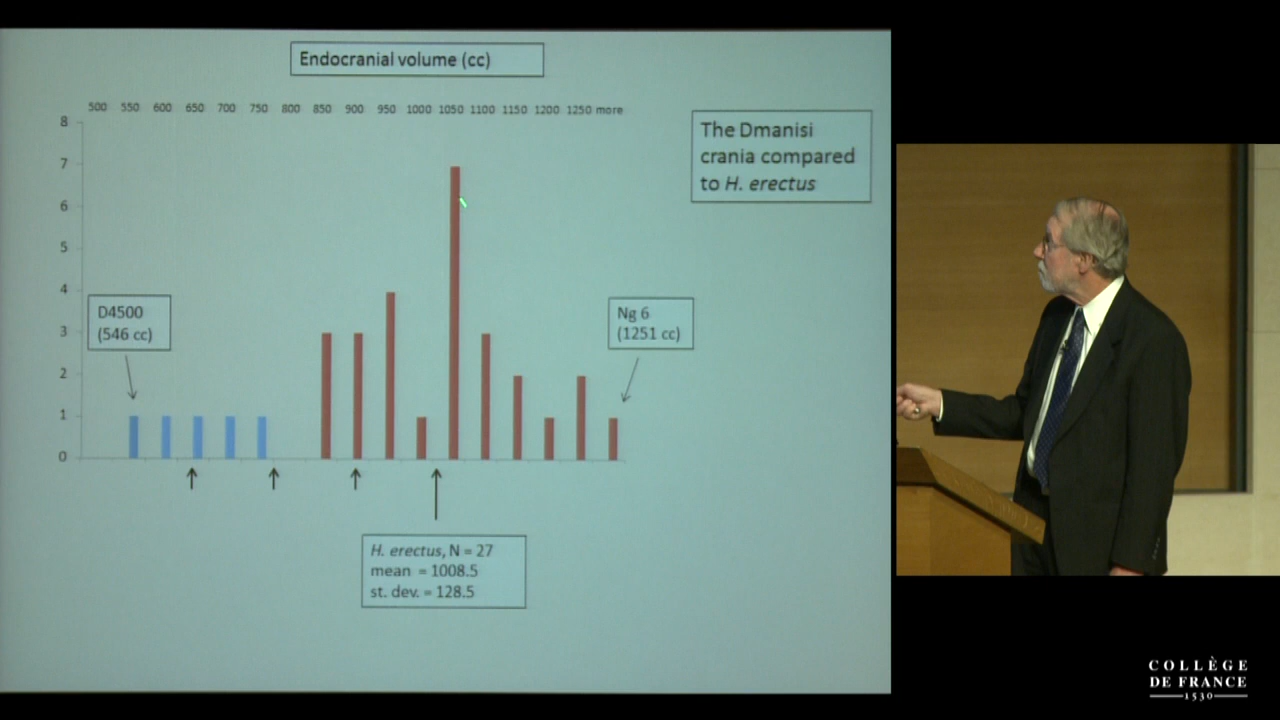 Endocranial volume (cc)
500 550 600 650 700 750 800 850 900 950 1000 1050 1100 1150 1200 1250 more
8
7
6
5
4
3
2
1
0
The Dmanisi
crania compared
to H. erectus
D4500
(546 cc)
Ng 6
(1251 cc)
H. erectus, N = 27
mean = 1008.5
st. dev. = 128.5
COLLÈGE
DE FRANCE
1530